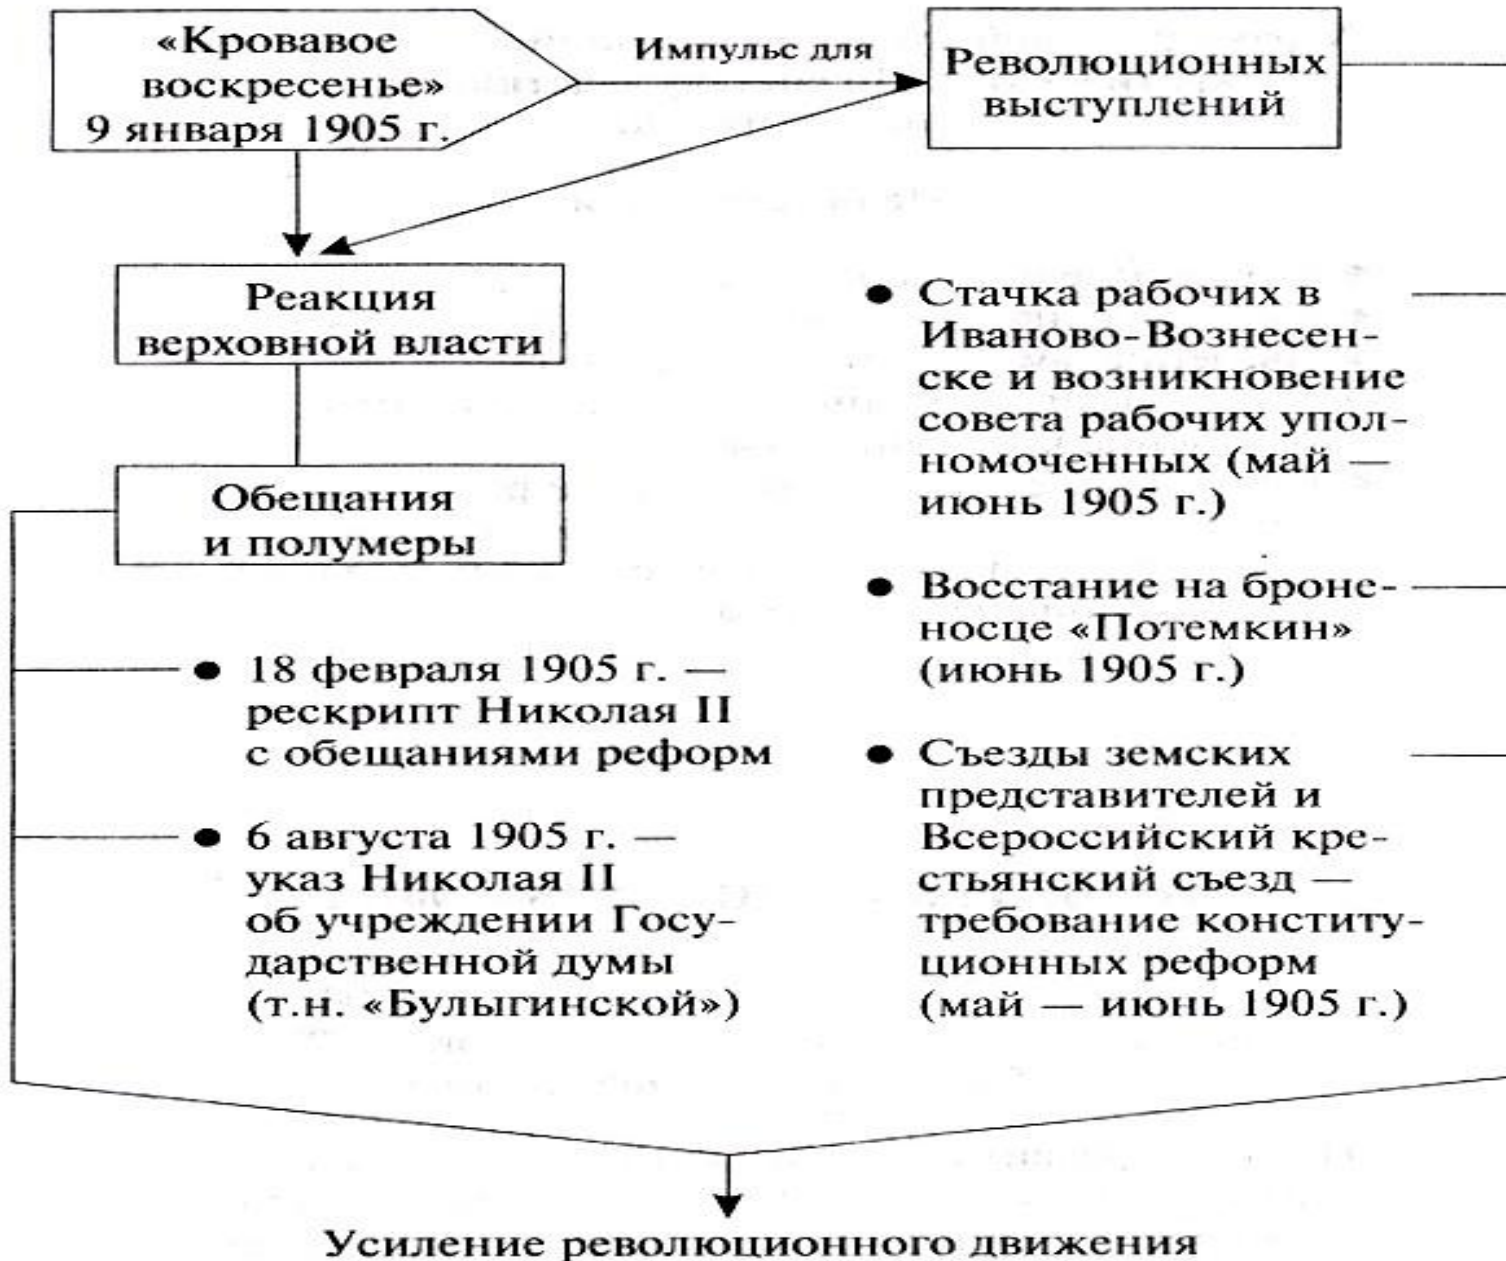 «Кровавое
воскресенье»
9 января 1905 г.
Импульс для
Революционных
выступлений
Реакция
верховной власти
Обещания
и полумеры
● 18 февраля 1905 г. —
рескрипт Николая II
с обещаниями реформ
● 6 августа 1905 г. —
указ Николая II
об учреждении Госу-
дарственной думы
(т.н. «Булыгинской»)
● Стачка рабочих в
Иваново-Вознесен-
ске и возникновение
совета рабочих упол-
номоченных (май —
июнь 1905 г.)
● Восстание на броне-
носце «Потемкин»
(июнь 1905 г.)
● Съезды земских
представителей и
Всероссийский кре-
стьянский съезд —
требование конститу-
ционных реформ
(май — июнь 1905 г.)
Усиление революционного движения